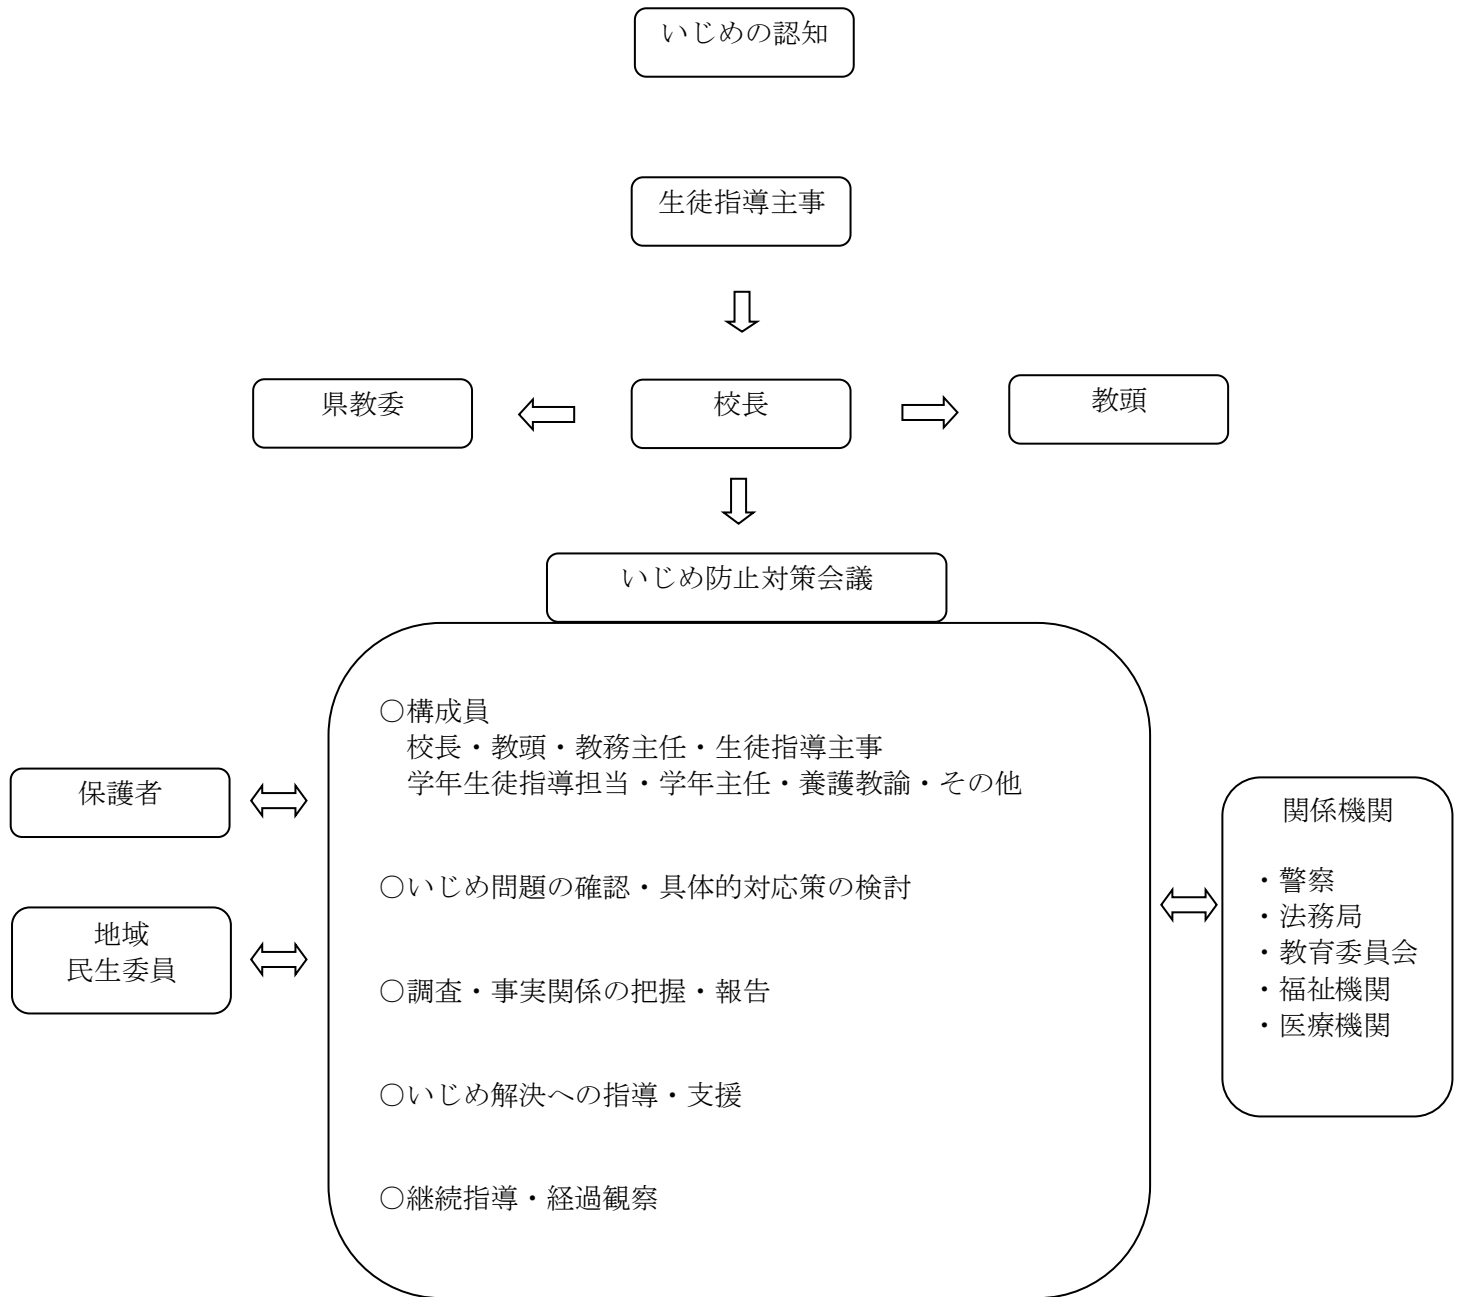 いじめの認知
生徒指導主事
県教委
校長
教頭
いじめ防止対策会議
○構成員
校長・教頭・教務主任・生徒指導主事
学年生徒指導担当・学年主任・養護教諭・その他
○いじめ問題の確認・具体的対応策の検討
○調査・事実関係の把握・報告
○いじめ解決への指導・支援
○継続指導・経過観察
保護者
地域
民生委員
関係機関
・警察
・法務局
・教育委員会
・福祉機関
・医療機関